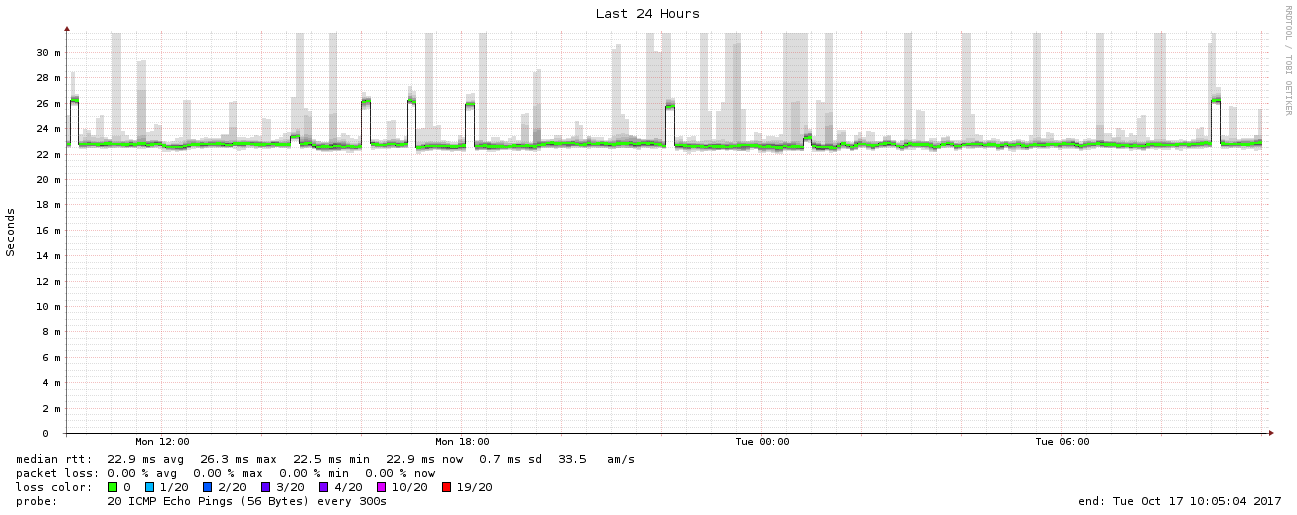 Last 24 Hours
RRDTOOL / TOBI OETIKER
Seconds
30 m
28 m
26 m
24 m
22 m
20 m
18 m
16 m
14 m
12 m
10 m
8 m
6 m
4 m
2 m
0
Mon 12:00 Mon 18:00 Tue 00:00 Tue 06:00
median rtt: 22.9 ms avg 26.3 ms max 22.5 ms min 22.9 ms now 0.7 ms sd 33.5 am/s
packet loss: 0.00 % avg 0.00 % max 0.00 % min 0.00 % now
loss color: 0 1/20 2/20 3/20 4/20 10/20 19/20
probe: 20 ICMP Echo Pings (56 Bytes) every 300s end: Tue Oct 17 10:05:04 2017